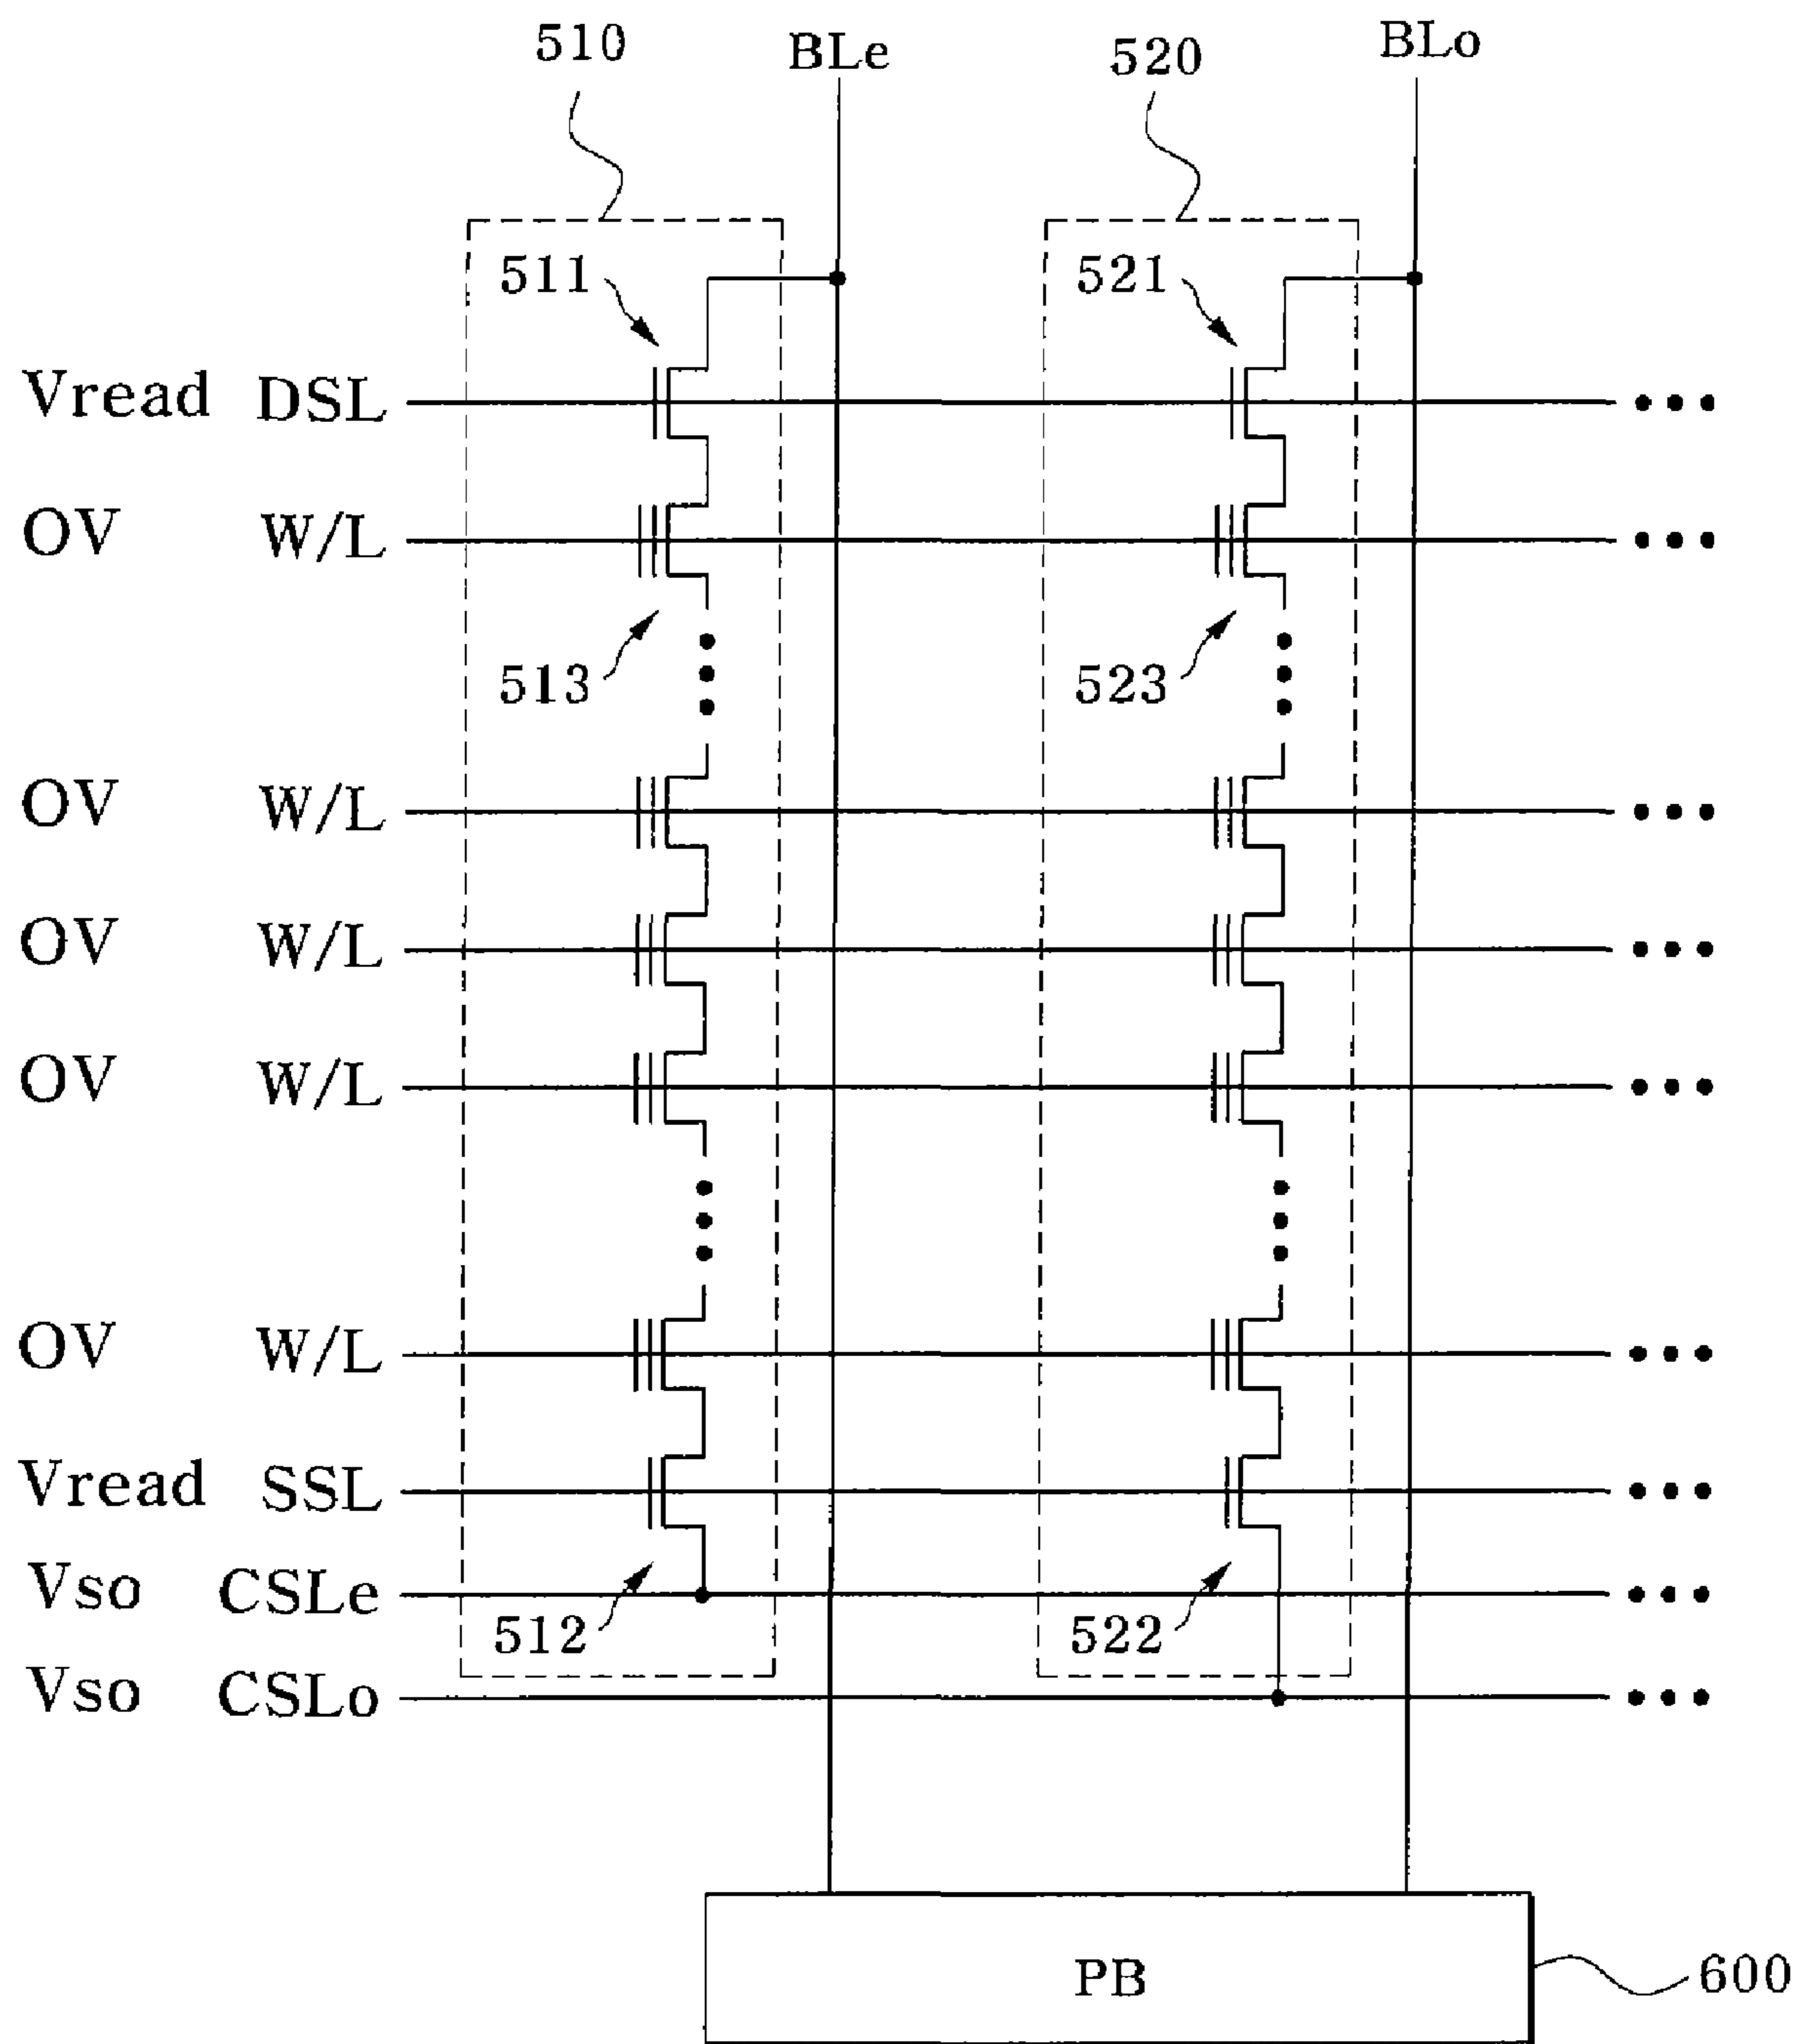 510 BLe 520 BLo
511 521
Vread DSL
OV W/L
513 523
OV W/L
OV W/L
OV W/L
OV W/L
Vread SSL
Vso CSLe
512 522
Vso CSLo
PB 600